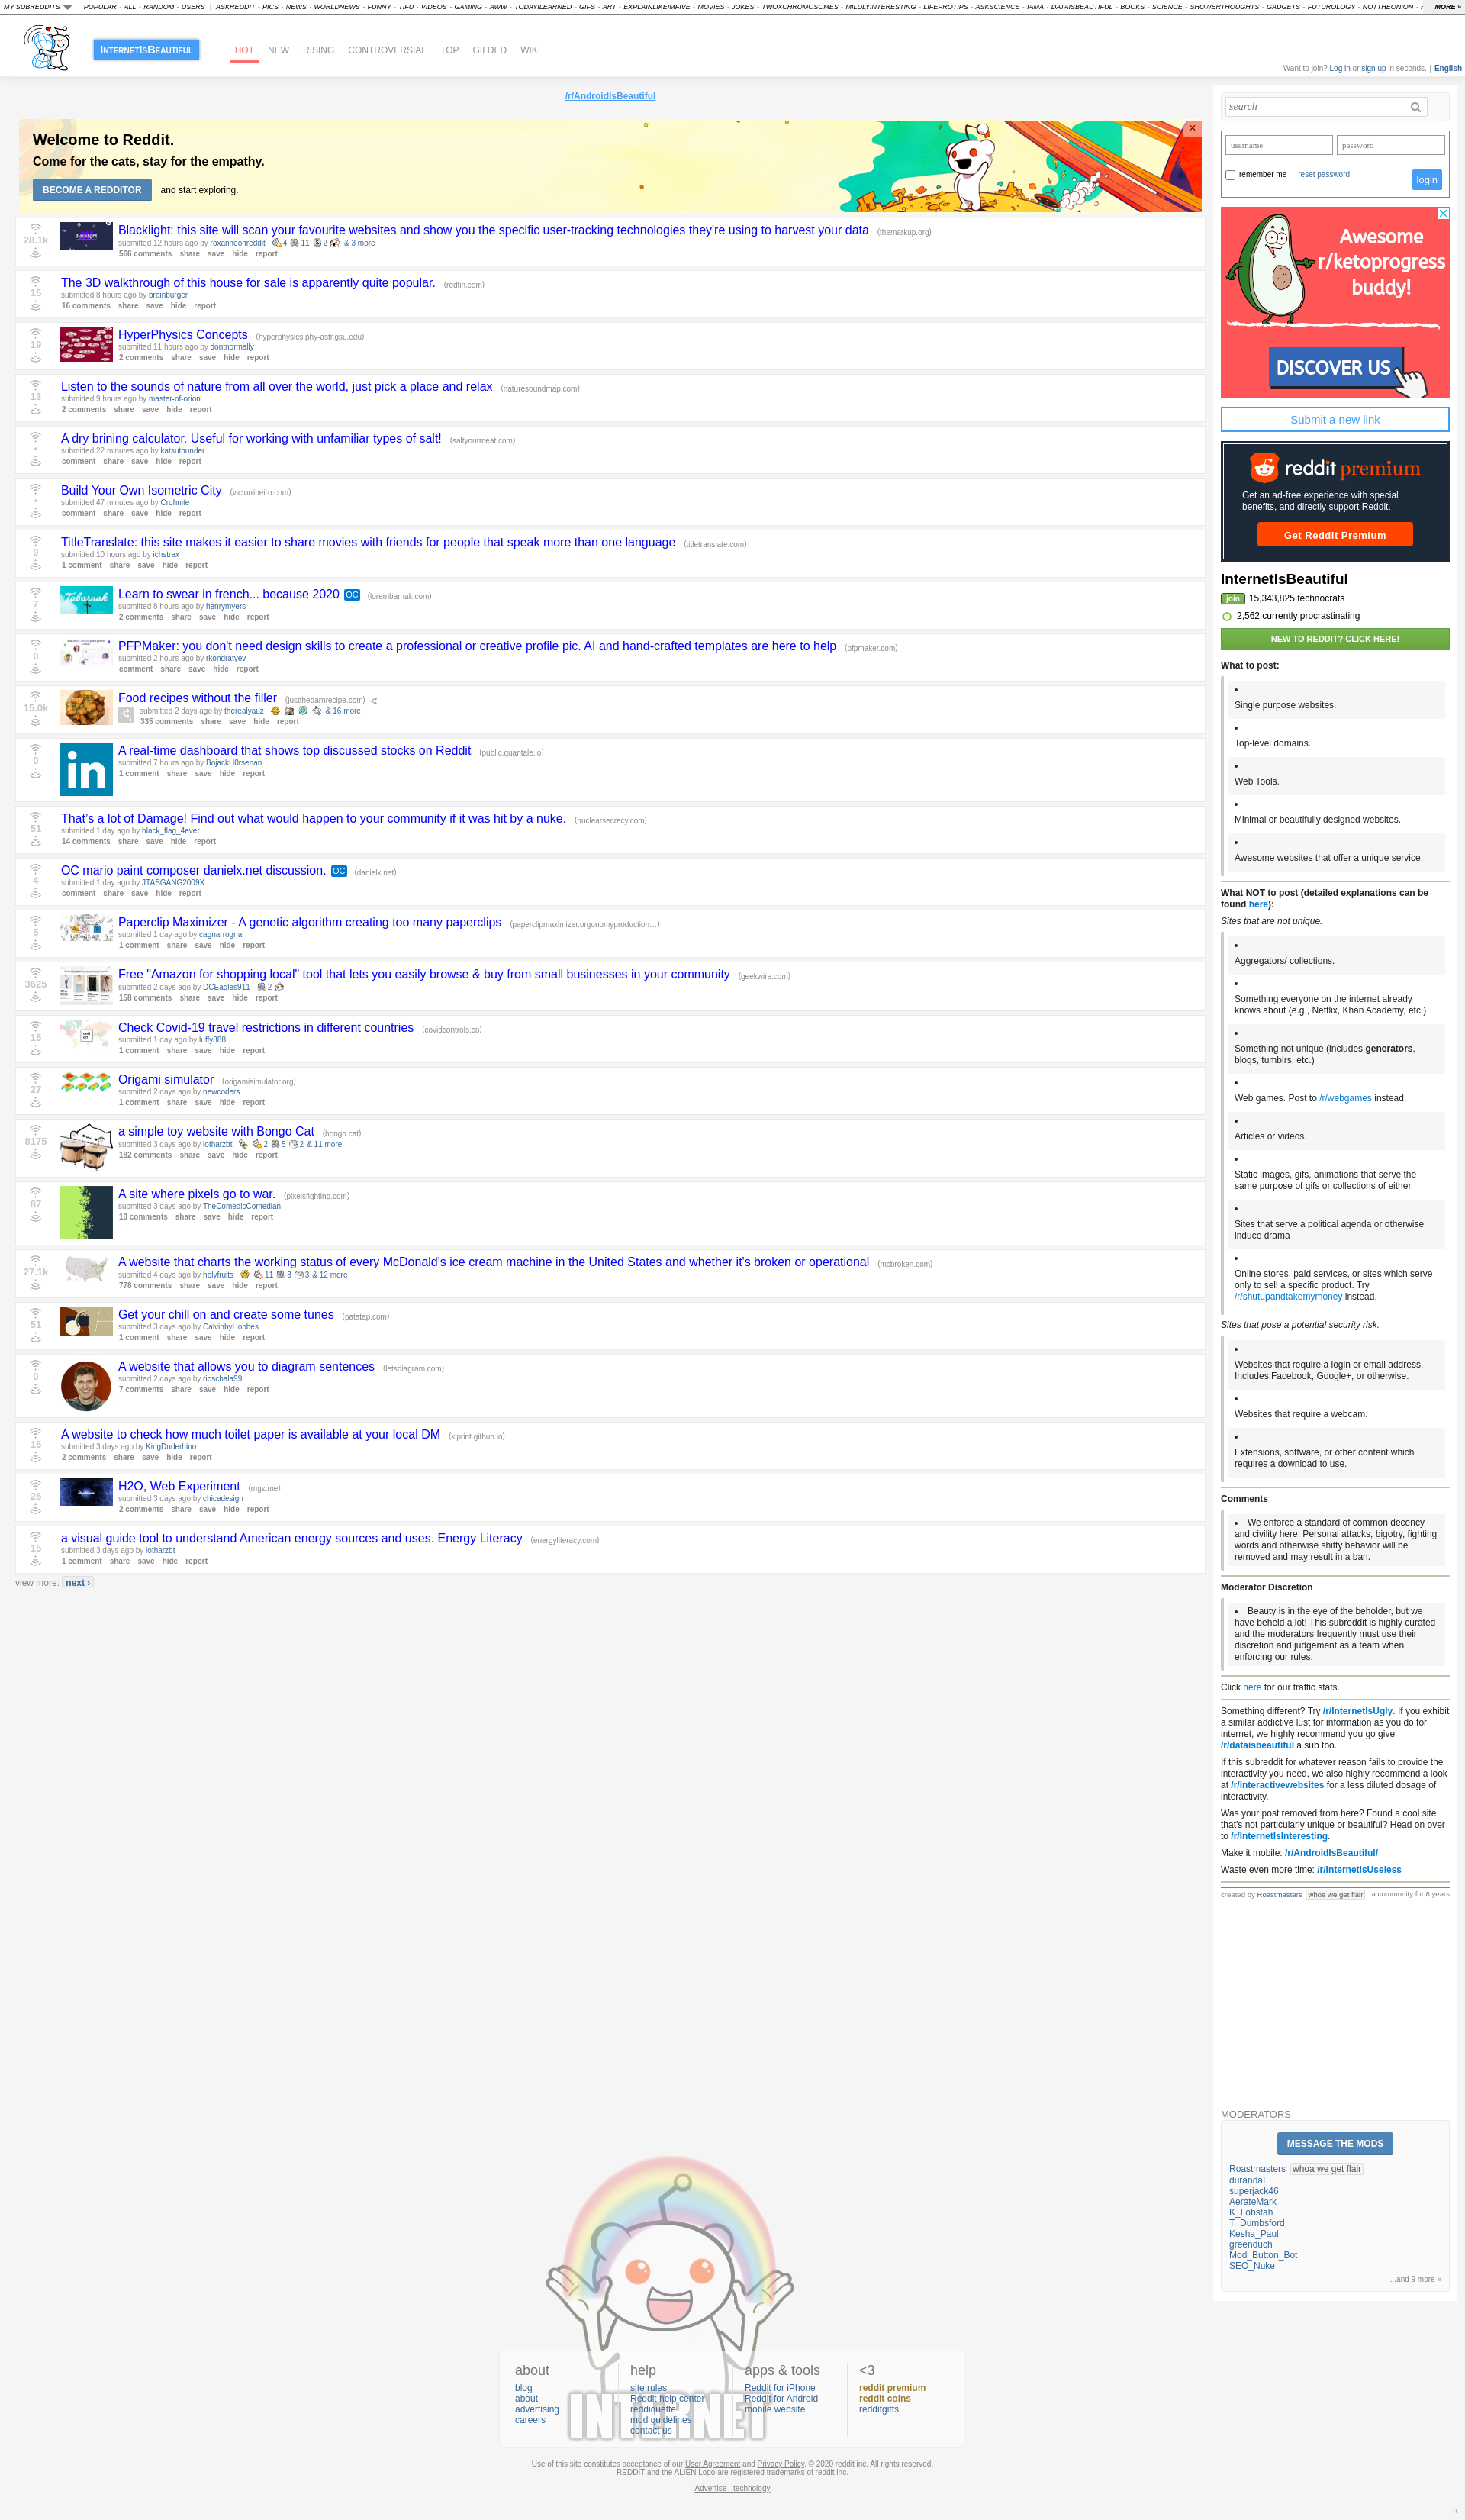 MY SUBREDDITS POPULAR - ALL - RANDOM - USERS | ASKREDDIT - PICS - NEWS - WORLDNEWS - FUNNY - TIFU - VIDEOS - GAMING - AWW - TODAYILEARNED - GIFS - ART - EXPLAINLIKEIMFIVE - MOVIES - JOKES - TWOXCHROMOSOMES - MILDLYINTERESTING - LIFEPROTIPS - ASKSCIENCE - IAMA - DATAISBEAUTIFUL - BOOKS - SCIENCE - SHOWERTHOUGHTS - GADGETS - FUTUROLOGY - NOTTHEONION - MORE »
InternetIsBeautiful HOT NEW RISING CONTROVERSIAL TOP GILDED WIKI
Want to join? Log in or sign up in seconds. | English
/r/AndroidIsBeautiful
Welcome to Reddit.
Come for the cats, stay for the empathy.
BECOME A REDDITOR and start exploring.
28.1k
Blacklight: this site will scan your favourite websites and show you the specific user-tracking technologies they're using to harvest your data (themarkup.org)
submitted 12 hours ago by roxanneonreddit 4 11 2 & 3 more
566 comments share save hide report
15
The 3D walkthrough of this house for sale is apparently quite popular. (redfin.com)
submitted 8 hours ago by brainburger
16 comments share save hide report
19
HyperPhysics Concepts (hyperphysics.phy-astr.gsu.edu)
submitted 11 hours ago by dontnormally
2 comments share save hide report
13
Listen to the sounds of nature from all over the world, just pick a place and relax (naturesoundmap.com)
submitted 9 hours ago by master-of-orion
2 comments share save hide report
•
A dry brining calculator. Useful for working with unfamiliar types of salt! (saltyourmeat.com)
submitted 22 minutes ago by katsuthunder
comment share save hide report
•
Build Your Own Isometric City (victorribeiro.com)
submitted 47 minutes ago by Crohnite
comment share save hide report
9
TitleTranslate: this site makes it easier to share movies with friends for people that speak more than one language (titletranslate.com)
submitted 10 hours ago by ichstrax
1 comment share save hide report
7
Tabarnak
Learn to swear in french... because 2020 OC (lorembarnak.com)
submitted 8 hours ago by henrymyers
2 comments share save hide report
0
PFPMaker: you don't need design skills to create a professional or creative profile pic. AI and hand-crafted templates are here to help (pfpmaker.com)
submitted 2 hours ago by rkondratyev
comment share save hide report
15.0k
Food recipes without the filler (justthedamrecipe.com)
submitted 2 days ago by therealyauz & 16 more
335 comments share save hide report
0
in
A real-time dashboard that shows top discussed stocks on Reddit (public.quantale.io)
submitted 7 hours ago by BojackH0rsenan
1 comment share save hide report
51
That's a lot of Damage! Find out what would happen to your community if it was hit by a nuke. (nuclearsecrecy.com)
submitted 1 day ago by black_flag_4ever
14 comments share save hide report
4
OC mario paint composer danielx.net discussion. OC (danielx.net)
submitted 1 day ago by JTASGANG2009X
comment share save hide report
5
Paperclip Maximizer - A genetic algorithm creating too many paperclips (paperclipmaximizer.orgonomyproduction…)
submitted 1 day ago by cagnarrogna
1 comment share save hide report
3625
Free "Amazon for shopping local" tool that lets you easily browse & buy from small businesses in your community (geekwire.com)
submitted 2 days ago by DCEagles911 2
158 comments share save hide report
15
Check Covid-19 travel restrictions in different countries (covidcontrols.co)
submitted 1 day ago by luffy888
1 comment share save hide report
27
Origami simulator (origamisimulator.org)
submitted 2 days ago by newcoders
1 comment share save hide report
8175
a simple toy website with Bongo Cat (bongo.cat)
submitted 3 days ago by lotharzbt 2 5 2 & 11 more
182 comments share save hide report
87
A site where pixels go to war. (pixelsfighting.com)
submitted 3 days ago by TheComedicComedian
10 comments share save hide report
27.1k
A website that charts the working status of every McDonald's ice cream machine in the United States and whether it's broken or operational (mcbroken.com)
submitted 4 days ago by holyfruits 11 3 3 & 12 more
778 comments share save hide report
51
Get your chill on and create some tunes (patatap.com)
submitted 3 days ago by CalvinbyHobbes
1 comment share save hide report
0
A website that allows you to diagram sentences (letsdiagram.com)
submitted 2 days ago by rioschala99
7 comments share save hide report
15
A website to check how much toilet paper is available at your local DM (klprint.github.io)
submitted 3 days ago by KingDuderhino
2 comments share save hide report
25
H2O, Web Experiment (mgz.me)
submitted 3 days ago by chicadesign
2 comments share save hide report
15
a visual guide tool to understand American energy sources and uses. Energy Literacy (energyliteracy.com)
submitted 3 days ago by lotharzbt
1 comment share save hide report
view more: next ›
search
username password
remember me reset password login
Awesome
r/ketoprogress
buddy!
DISCOVER US
Submit a new link
reddit premium
Get an ad-free experience with special
benefits, and directly support Reddit.
Get Reddit Premium
InternetIsBeautiful
join 15,343,825 technocrats
2,562 currently procrastinating
NEW TO REDDIT? CLICK HERE!
What to post:
Single purpose websites.
Top-level domains.
Web Tools.
Minimal or beautifully designed websites.
Awesome websites that offer a unique service.
What NOT to post (detailed explanations can be
found here):
Sites that are not unique.
Aggregators/ collections.
Something everyone on the internet already
knows about (e.g., Netflix, Khan Academy, etc.)
Something not unique (includes generators,
blogs, tumblrs, etc.)
Web games. Post to /r/webgames instead.
Articles or videos.
Static images, gifs, animations that serve the
same purpose of gifs or collections of either.
Sites that serve a political agenda or otherwise
induce drama
Online stores, paid services, or sites which serve
only to sell a specific product. Try
/r/shutupandtakemymoney instead.
Sites that pose a potential security risk.
Websites that require a login or email address.
Includes Facebook, Google+, or otherwise.
Websites that require a webcam.
Extensions, software, or other content which
requires a download to use.
Comments
We enforce a standard of common decency
and civility here. Personal attacks, bigotry, fighting
words and otherwise shitty behavior will be
removed and may result in a ban.
Moderator Discretion
Beauty is in the eye of the beholder, but we
have beheld a lot! This subreddit is highly curated
and the moderators frequently must use their
discretion and judgement as a team when
enforcing our rules.
Click here for our traffic stats.
Something different? Try /r/InternetIsUgly. If you exhibit
a similar addictive lust for information as you do for
internet, we highly recommend you go give
/r/dataisbeautiful a sub too.
If this subreddit for whatever reason fails to provide the
interactivity you need, we also highly recommend a look
at /r/interactivewebsites for a less diluted dosage of
interactivity.
Was your post removed from here? Found a cool site
that's not particularly unique or beautiful? Head on over
to /r/InternetIsInteresting.
Make it mobile: /r/AndroidIsBeautiful/
Waste even more time: /r/InternetIsUseless
created by Roastmasters whoa we get flair a community for 8 years
MODERATORS
MESSAGE THE MODS
Roastmasters whoa we get flair
durandal
superjack46
AerateMark
K_Lobstah
T_Dumbsford
Kesha_Paul
greenduch
Mod_Button_Bot
SEO_Nuke
...and 9 more »
INTERNET
about
blog
about
advertising
careers
help
site rules
Reddit help center
reddiquette
mod guidelines
contact us
apps & tools
Reddit for iPhone
Reddit for Android
mobile website
<3
reddit premium
reddit coins
redditgifts
Use of this site constitutes acceptance of our User Agreement and Privacy Policy. © 2020 reddit inc. All rights reserved.
REDDIT and the ALIEN Logo are registered trademarks of reddit inc.
Advertise - technology
π